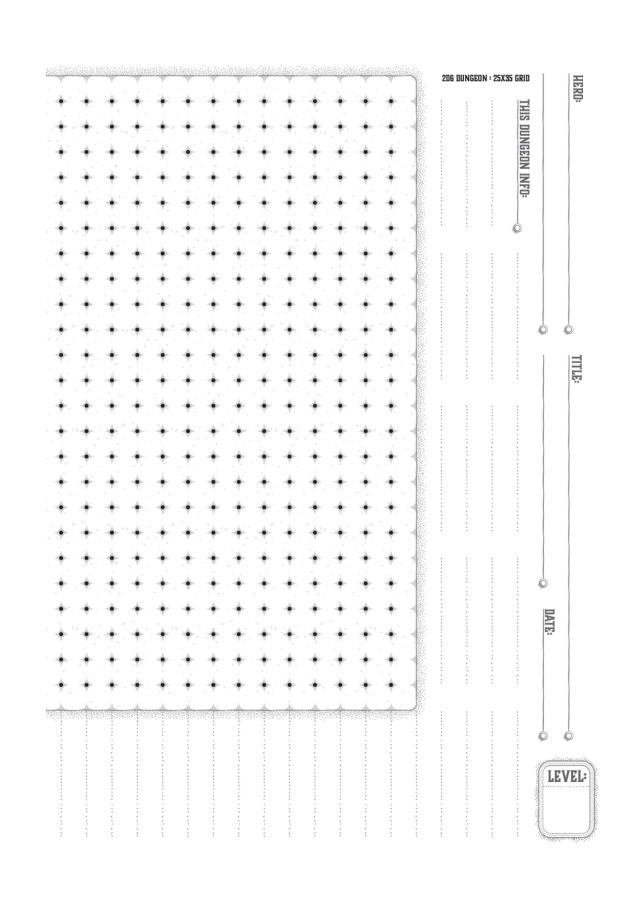 HERO:
TITLE:
DATE:
LEVEL:
THIS DUNGEON INFO:
2D6 DUNGEON : 25X35 GRID